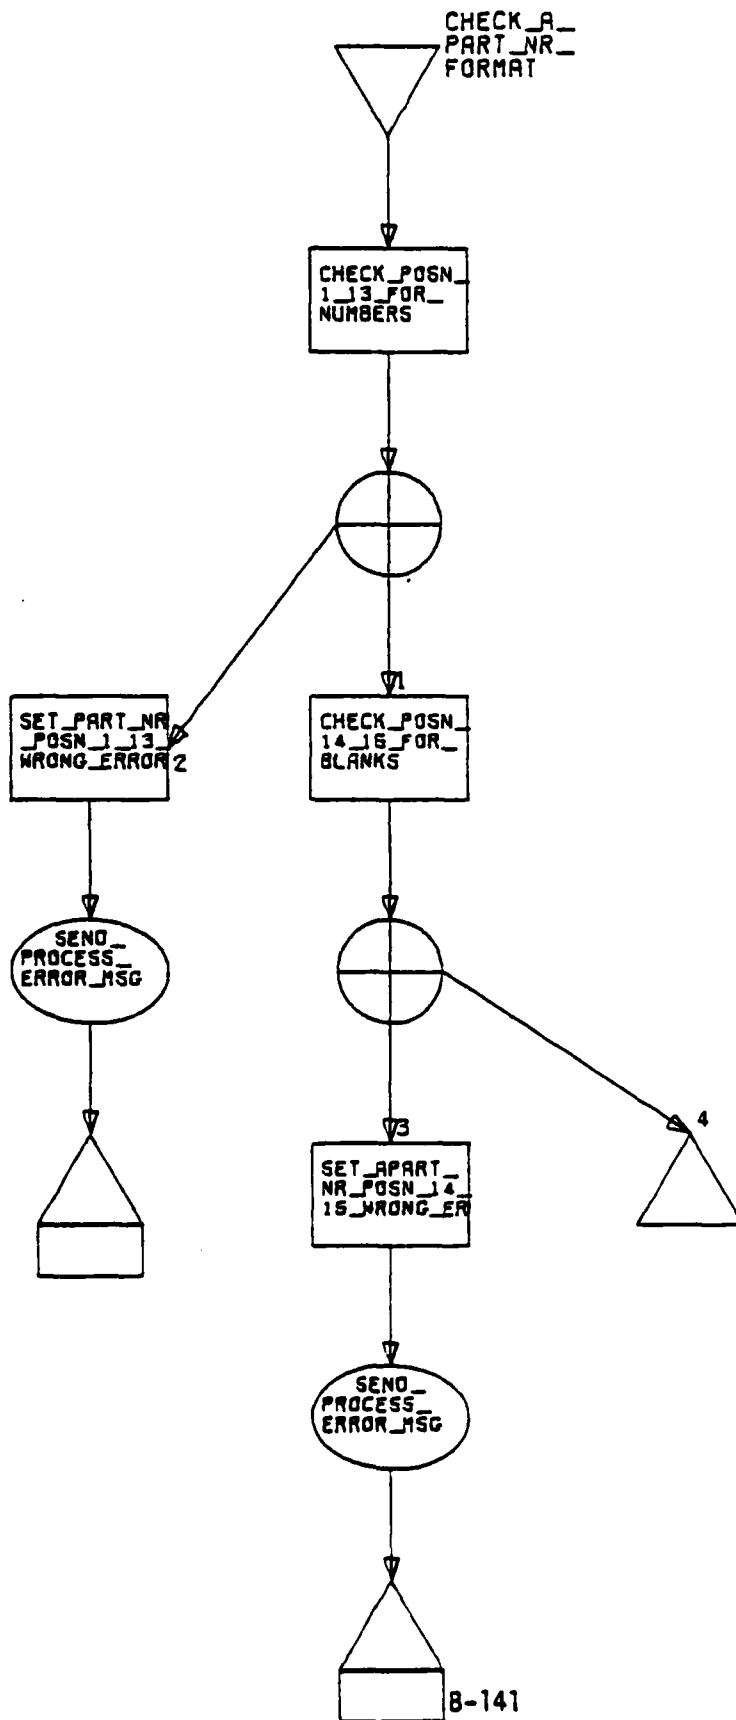 CHECK_A_
PART_NR_
FORMAT
CHECK_POSN_
1_13_FOR_
NUMBERS
1
SET_PART_NR
_POSN_1_13_
WRONG_ERROR
2
CHECK_POSN_
14_15_FOR_
BLANKS
SEND_
PROCESS_
ERROR_MSG
3
4
SET_APART_
NR_POSN_14_
15_WRONG_ER
SEND_
PROCESS_
ERROR_MSG
B-141